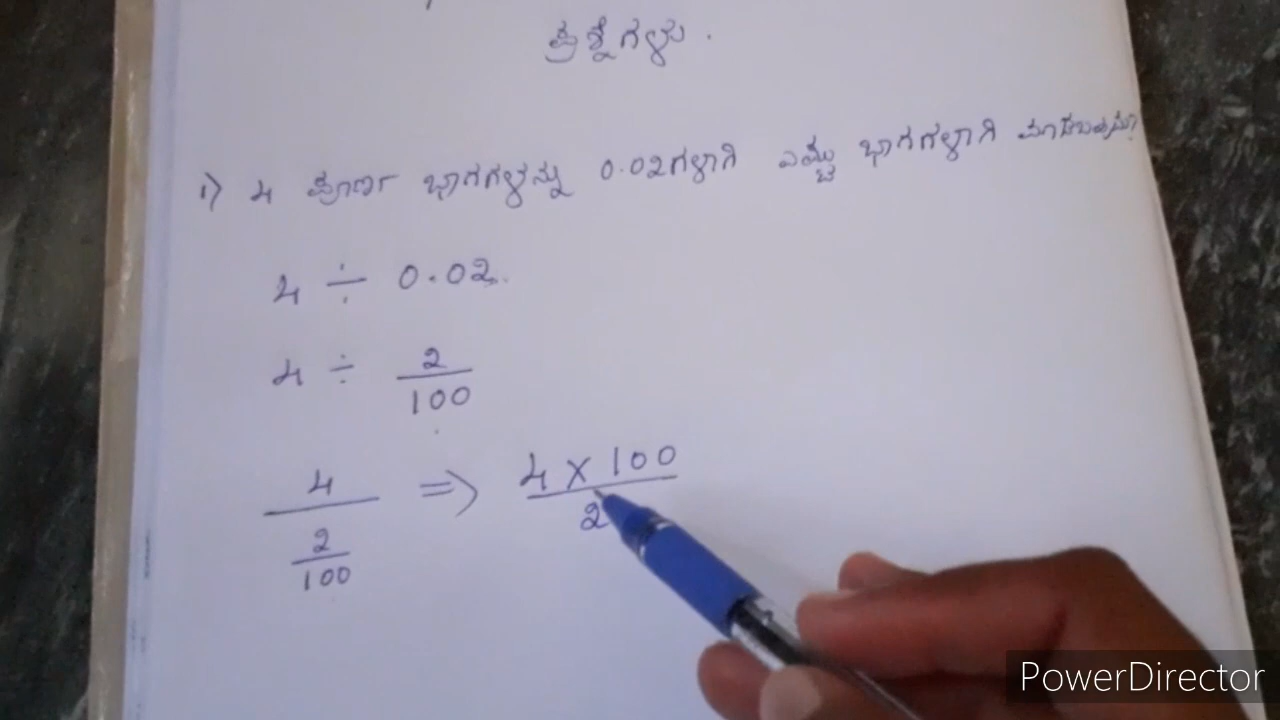 ಪ್ರಶ್ನೆಗಳು.
1) 4 ಪೂರ್ಣ ಭಾಗಗಳನ್ನು 0.02ಗಳಾಗಿ ಎಷ್ಟು ಭಾಗಗಳಾಗಿ ಮಾಡಬಹುದು?
4 ÷ 0.02.
4 ÷ 2/100
4/(2/100) => 4 × 100/2
PowerDirector